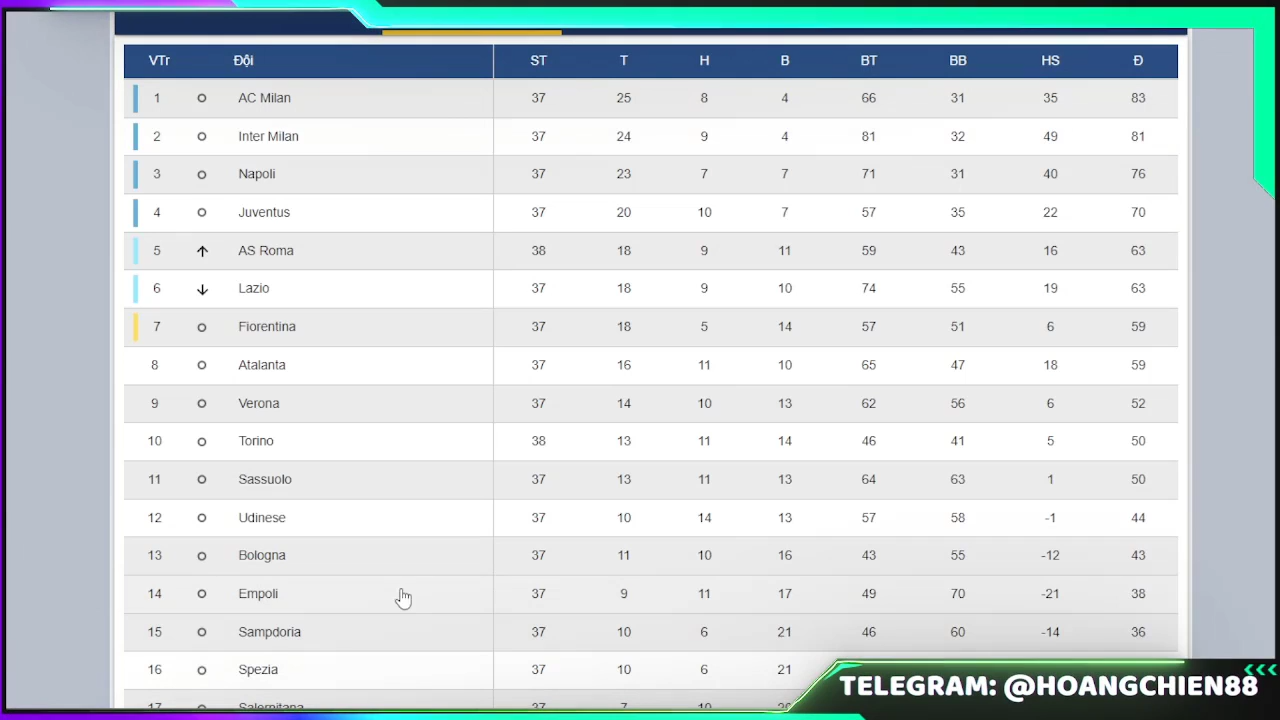 VTr Đội ST T H B BT BB HS Đ
1 AC Milan 37 25 8 4 66 31 35 83
2 Inter Milan 37 24 9 4 81 32 49 81
3 Napoli 37 23 7 7 71 31 40 76
4 Juventus 37 20 10 7 57 35 22 70
5 AS Roma 38 18 9 11 59 43 16 63
6 Lazio 37 18 9 10 74 55 19 63
7 Fiorentina 37 18 5 14 57 51 6 59
8 Atalanta 37 16 11 10 65 47 18 59
9 Verona 37 14 10 13 62 56 6 52
10 Torino 38 13 11 14 46 41 5 50
11 Sassuolo 37 13 11 13 64 63 1 50
12 Udinese 37 10 14 13 57 58 -1 44
13 Bologna 37 11 10 16 43 55 -12 43
14 Empoli 37 9 11 17 49 70 -21 38
15 Sampdoria 37 10 6 21 46 60 -14 36
16 Spezia 37 10 6 21
17 Salernitana 37 7 10
TELEGRAM: @HOANGCHIEN88